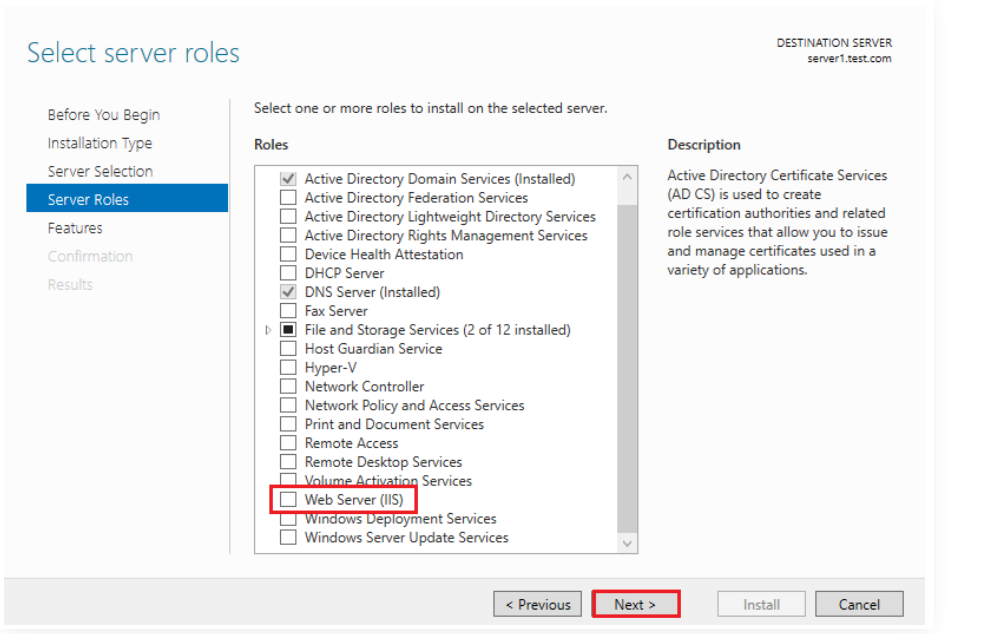 Select server roles
DESTINATION SERVER
server1.test.com
Before You Begin
Installation Type
Server Selection
Server Roles
Features
Confirmation
Results
Select one or more roles to install on the selected server.
Roles
Active Directory Domain Services (Installed)
Active Directory Federation Services
Active Directory Lightweight Directory Services
Active Directory Rights Management Services
Device Health Attestation
DHCP Server
DNS Server (Installed)
Fax Server
File and Storage Services (2 of 12 installed)
Host Guardian Service
Hyper-V
Network Controller
Network Policy and Access Services
Print and Document Services
Remote Access
Remote Desktop Services
Volume Activation Services
Web Server (IIS)
Windows Deployment Services
Windows Server Update Services
Description
Active Directory Certificate Services
(AD CS) is used to create
certification authorities and related
role services that allow you to issue
and manage certificates used in a
variety of applications.
< Previous
Next >
Install
Cancel